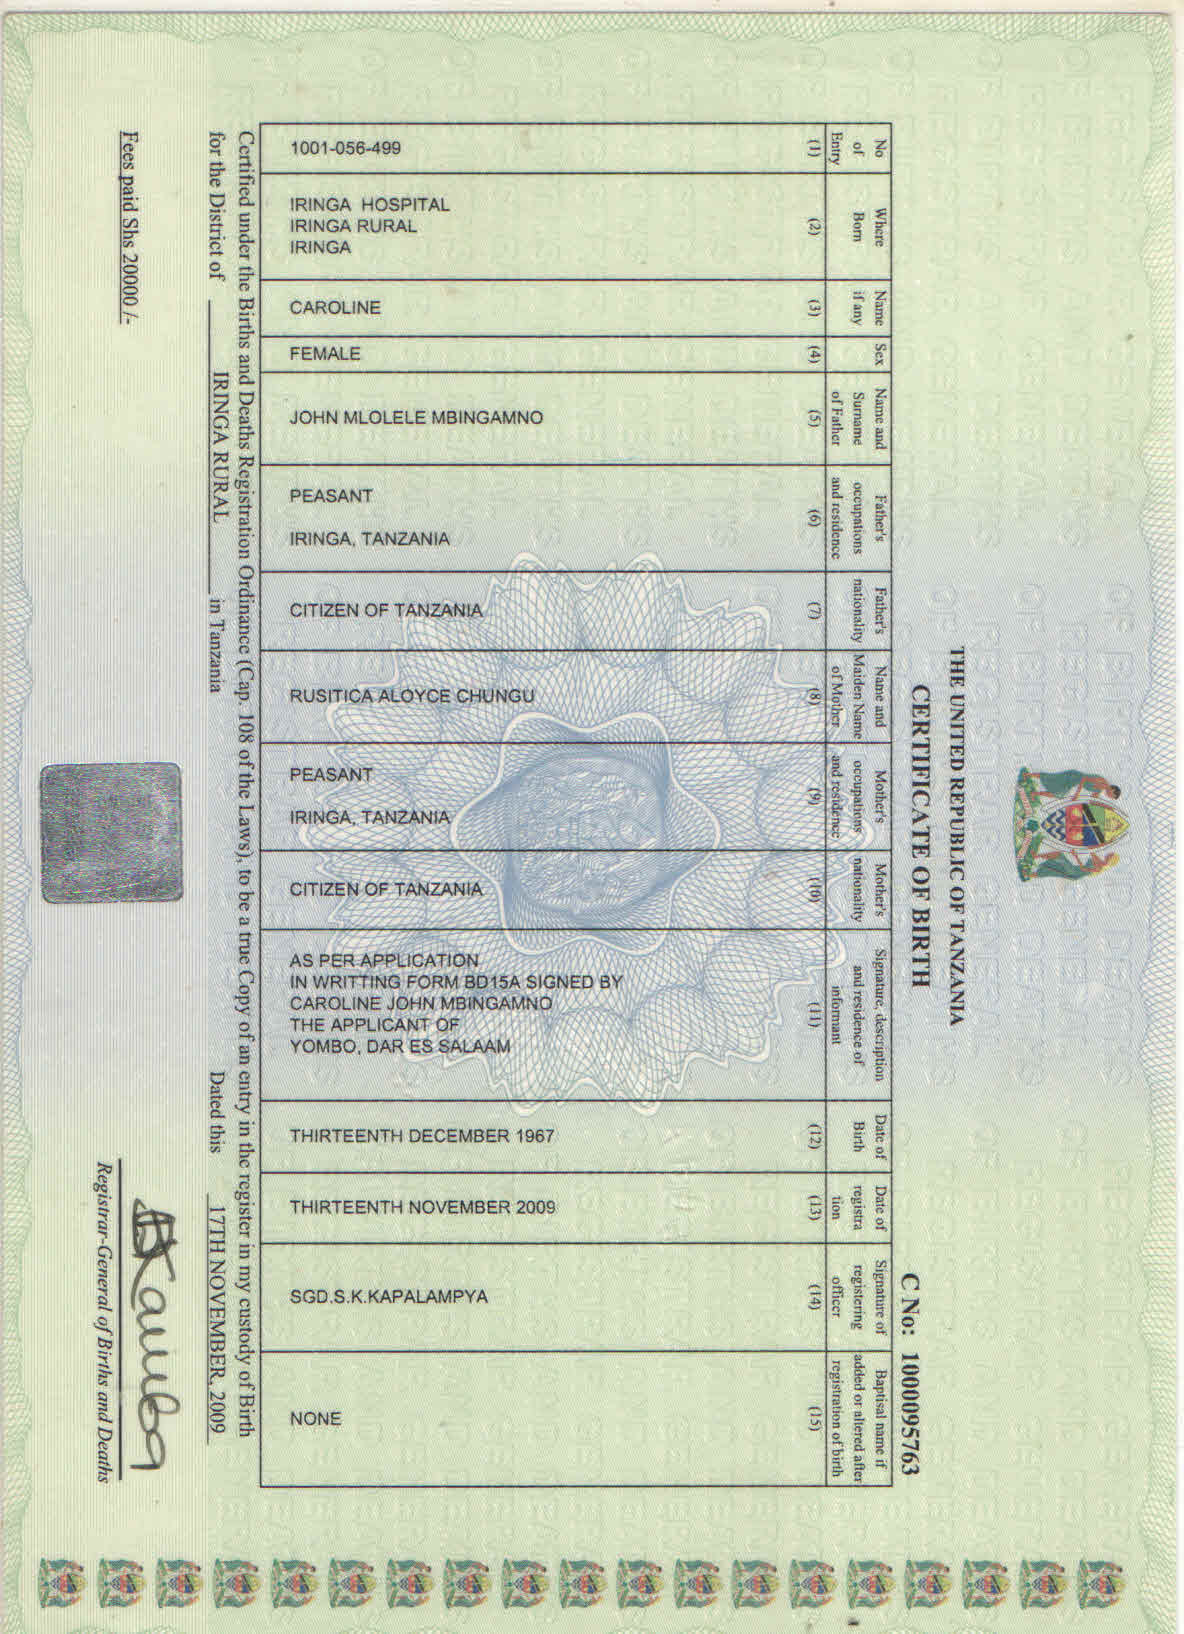 THE UNITED REPUBLIC OF TANZANIA
CERTIFICATE OF BIRTH
C No: 1000095763
No of Entry (1)
1001-056-499
Where Born (2)
IRINGA HOSPITAL
IRINGA RURAL
IRINGA
Name if any (3)
CAROLINE
Sex (4)
FEMALE
Name and Surname of Father (5)
JOHN MLOLELE MBINGAMNO
Father's occupations and residence (6)
PEASANT
IRINGA, TANZANIA
Father's nationality (7)
CITIZEN OF TANZANIA
Name and Maiden Name of Mother (8)
RUSITICA ALOYCE CHUNGU
Mother's occupations and residence (9)
PEASANT
IRINGA, TANZANIA
Mother's nationality (10)
CITIZEN OF TANZANIA
Signature, description and residence of informant (11)
AS PER APPLICATION
IN WRITTING FORM BD15A SIGNED BY
CAROLINE JOHN MBINGAMNO
THE APPLICANT OF
YOMBO, DAR ES SALAAM
Date of Birth (12)
THIRTEENTH DECEMBER 1967
Date of registra tion (13)
THIRTEENTH NOVEMBER 2009
Signature of registering officer (14)
SGD.S.K.KAPALAMPYA
Baptisal name if added or altered after registration of birth (15)
NONE
Certified under the Births and Deaths Registration Ordinance (Cap. 108 of the Laws), to be a true Copy of an entry in the register in my custody of Birth
for the District of IRINGA RURAL in Tanzania Dated this 17TH NOVEMBER, 2009
Fees paid Shs 20000 /-
Registrar-General of Births and Deaths